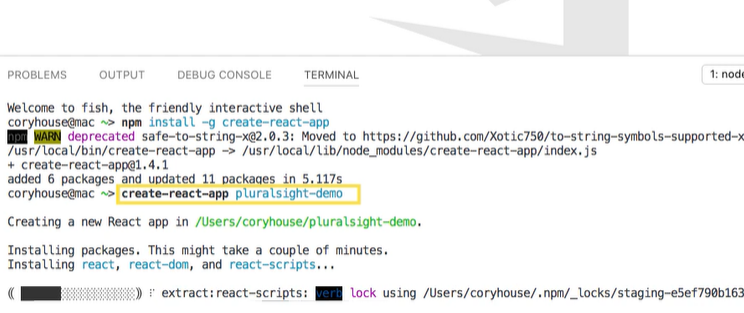 PROBLEMS OUTPUT DEBUG CONSOLE TERMINAL 1: node
Welcome to fish, the friendly interactive shell
coryhouse@mac ~> npm install -g create-react-app
npm WARN deprecated safe-to-string-x@2.0.3: Moved to https://github.com/Xotic750/to-string-symbols-supported-x
/usr/local/bin/create-react-app -> /usr/local/lib/node_modules/create-react-app/index.js
+ create-react-app@1.4.1
added 6 packages and updated 11 packages in 5.117s
coryhouse@mac ~> create-react-app pluralsight-demo
Creating a new React app in /Users/coryhouse/pluralsight-demo.
Installing packages. This might take a couple of minutes.
Installing react, react-dom, and react-scripts...
(( ░░░░░░░░░░)) ⠏ extract:react-scripts: verb lock using /Users/coryhouse/.npm/_locks/staging-e5ef790b163